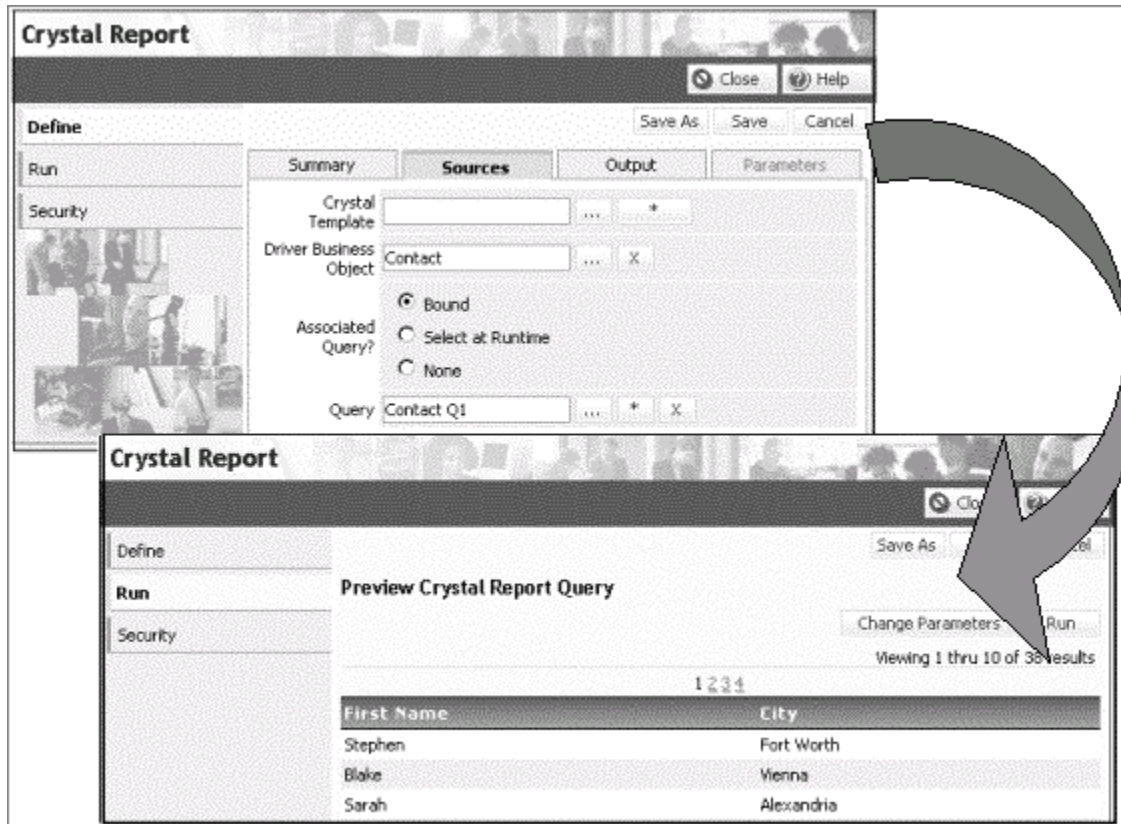 Crystal Report
Close Help
Define
Save As Save Cancel
Run
Summary Sources Output Parameters
Security
Crystal Template
... *
Driver Business Object
Contact ... X
Associated Query?
Bound
Select at Runtime
None
Query Contact Q1 ... * X
Crystal Report
Define
Save As
Run
Preview Crystal Report Query
Security
Change Parameters Run
Viewing 1 thru 10 of 38 results
1 2 3 4
First Name City
Stephen Fort Worth
Blake Vienna
Sarah Alexandria